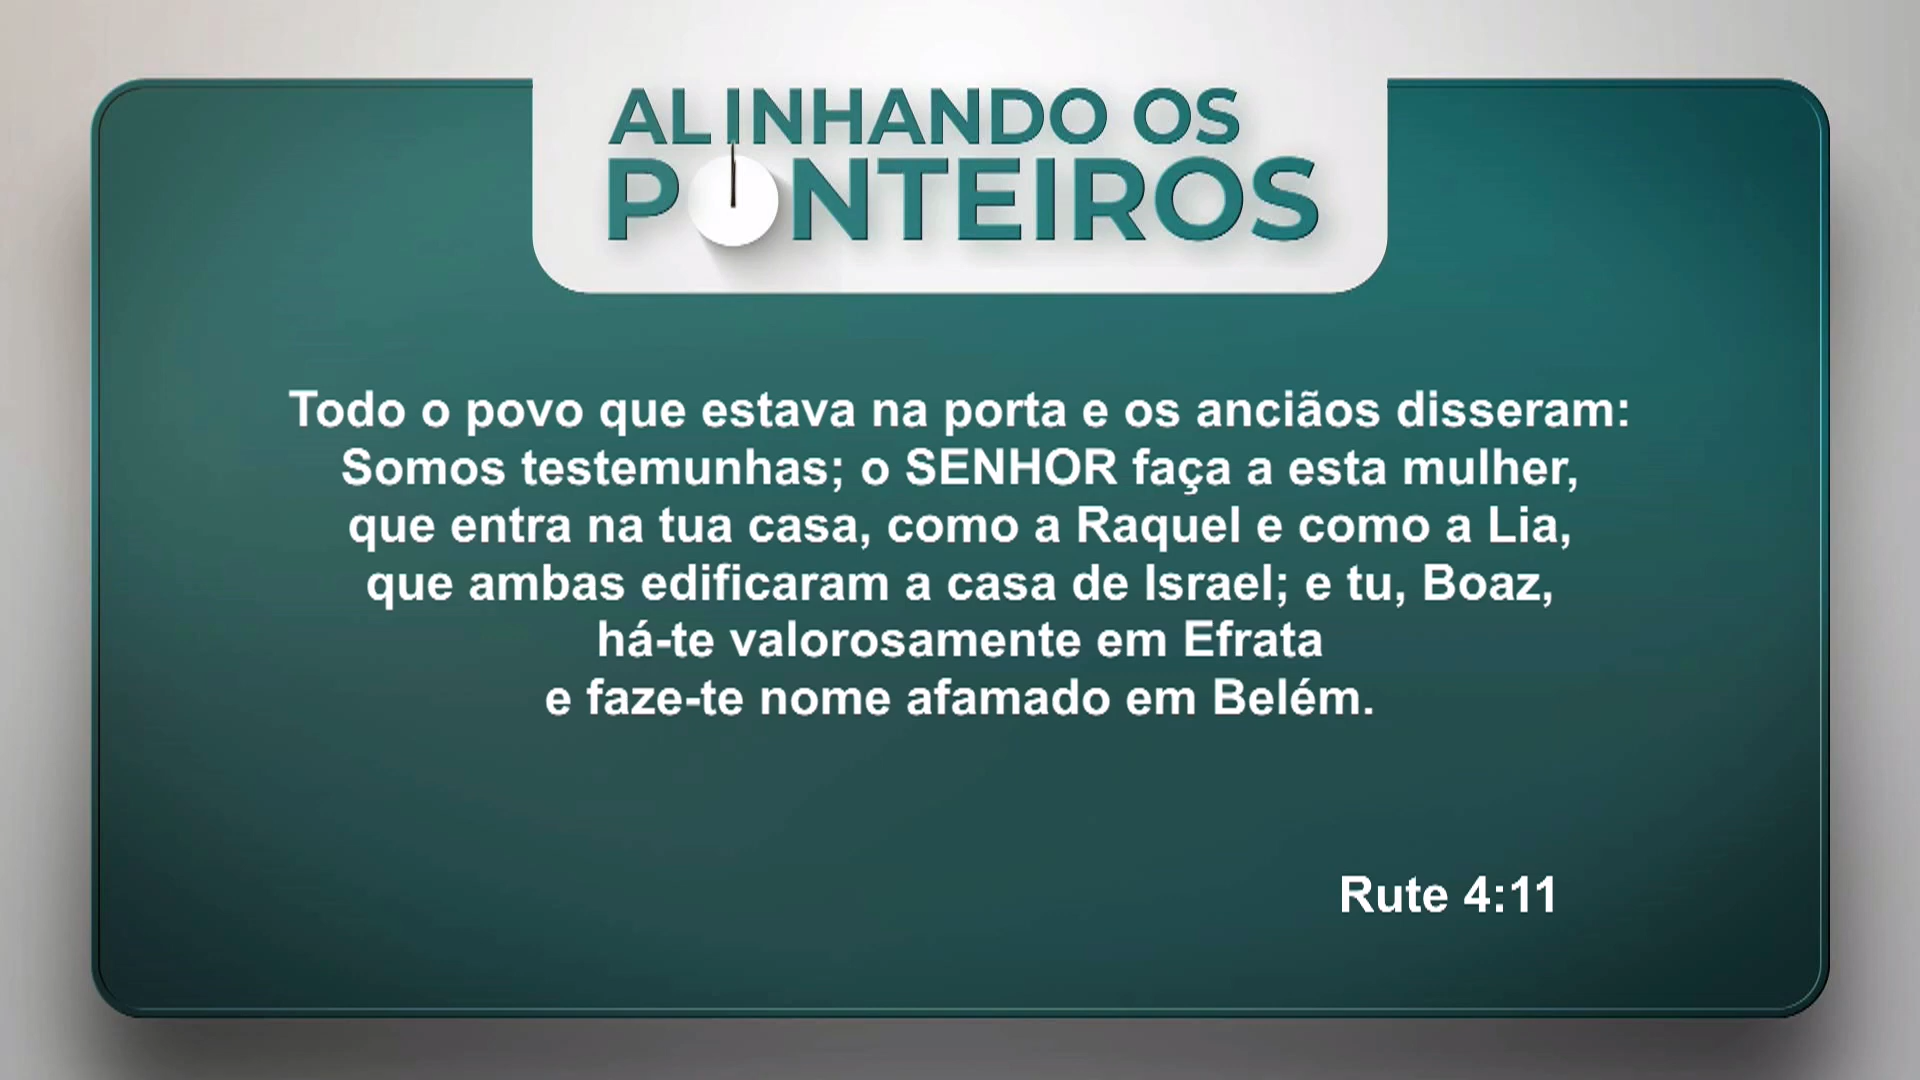 ALINHANDO OS
PONTEIROS
Todo o povo que estava na porta e os anciãos disseram:
Somos testemunhas; o SENHOR faça a esta mulher,
que entra na tua casa, como a Raquel e como a Lia,
que ambas edificaram a casa de Israel; e tu, Boaz,
há-te valorosamente em Efrata
e faze-te nome afamado em Belém.
Rute 4:11